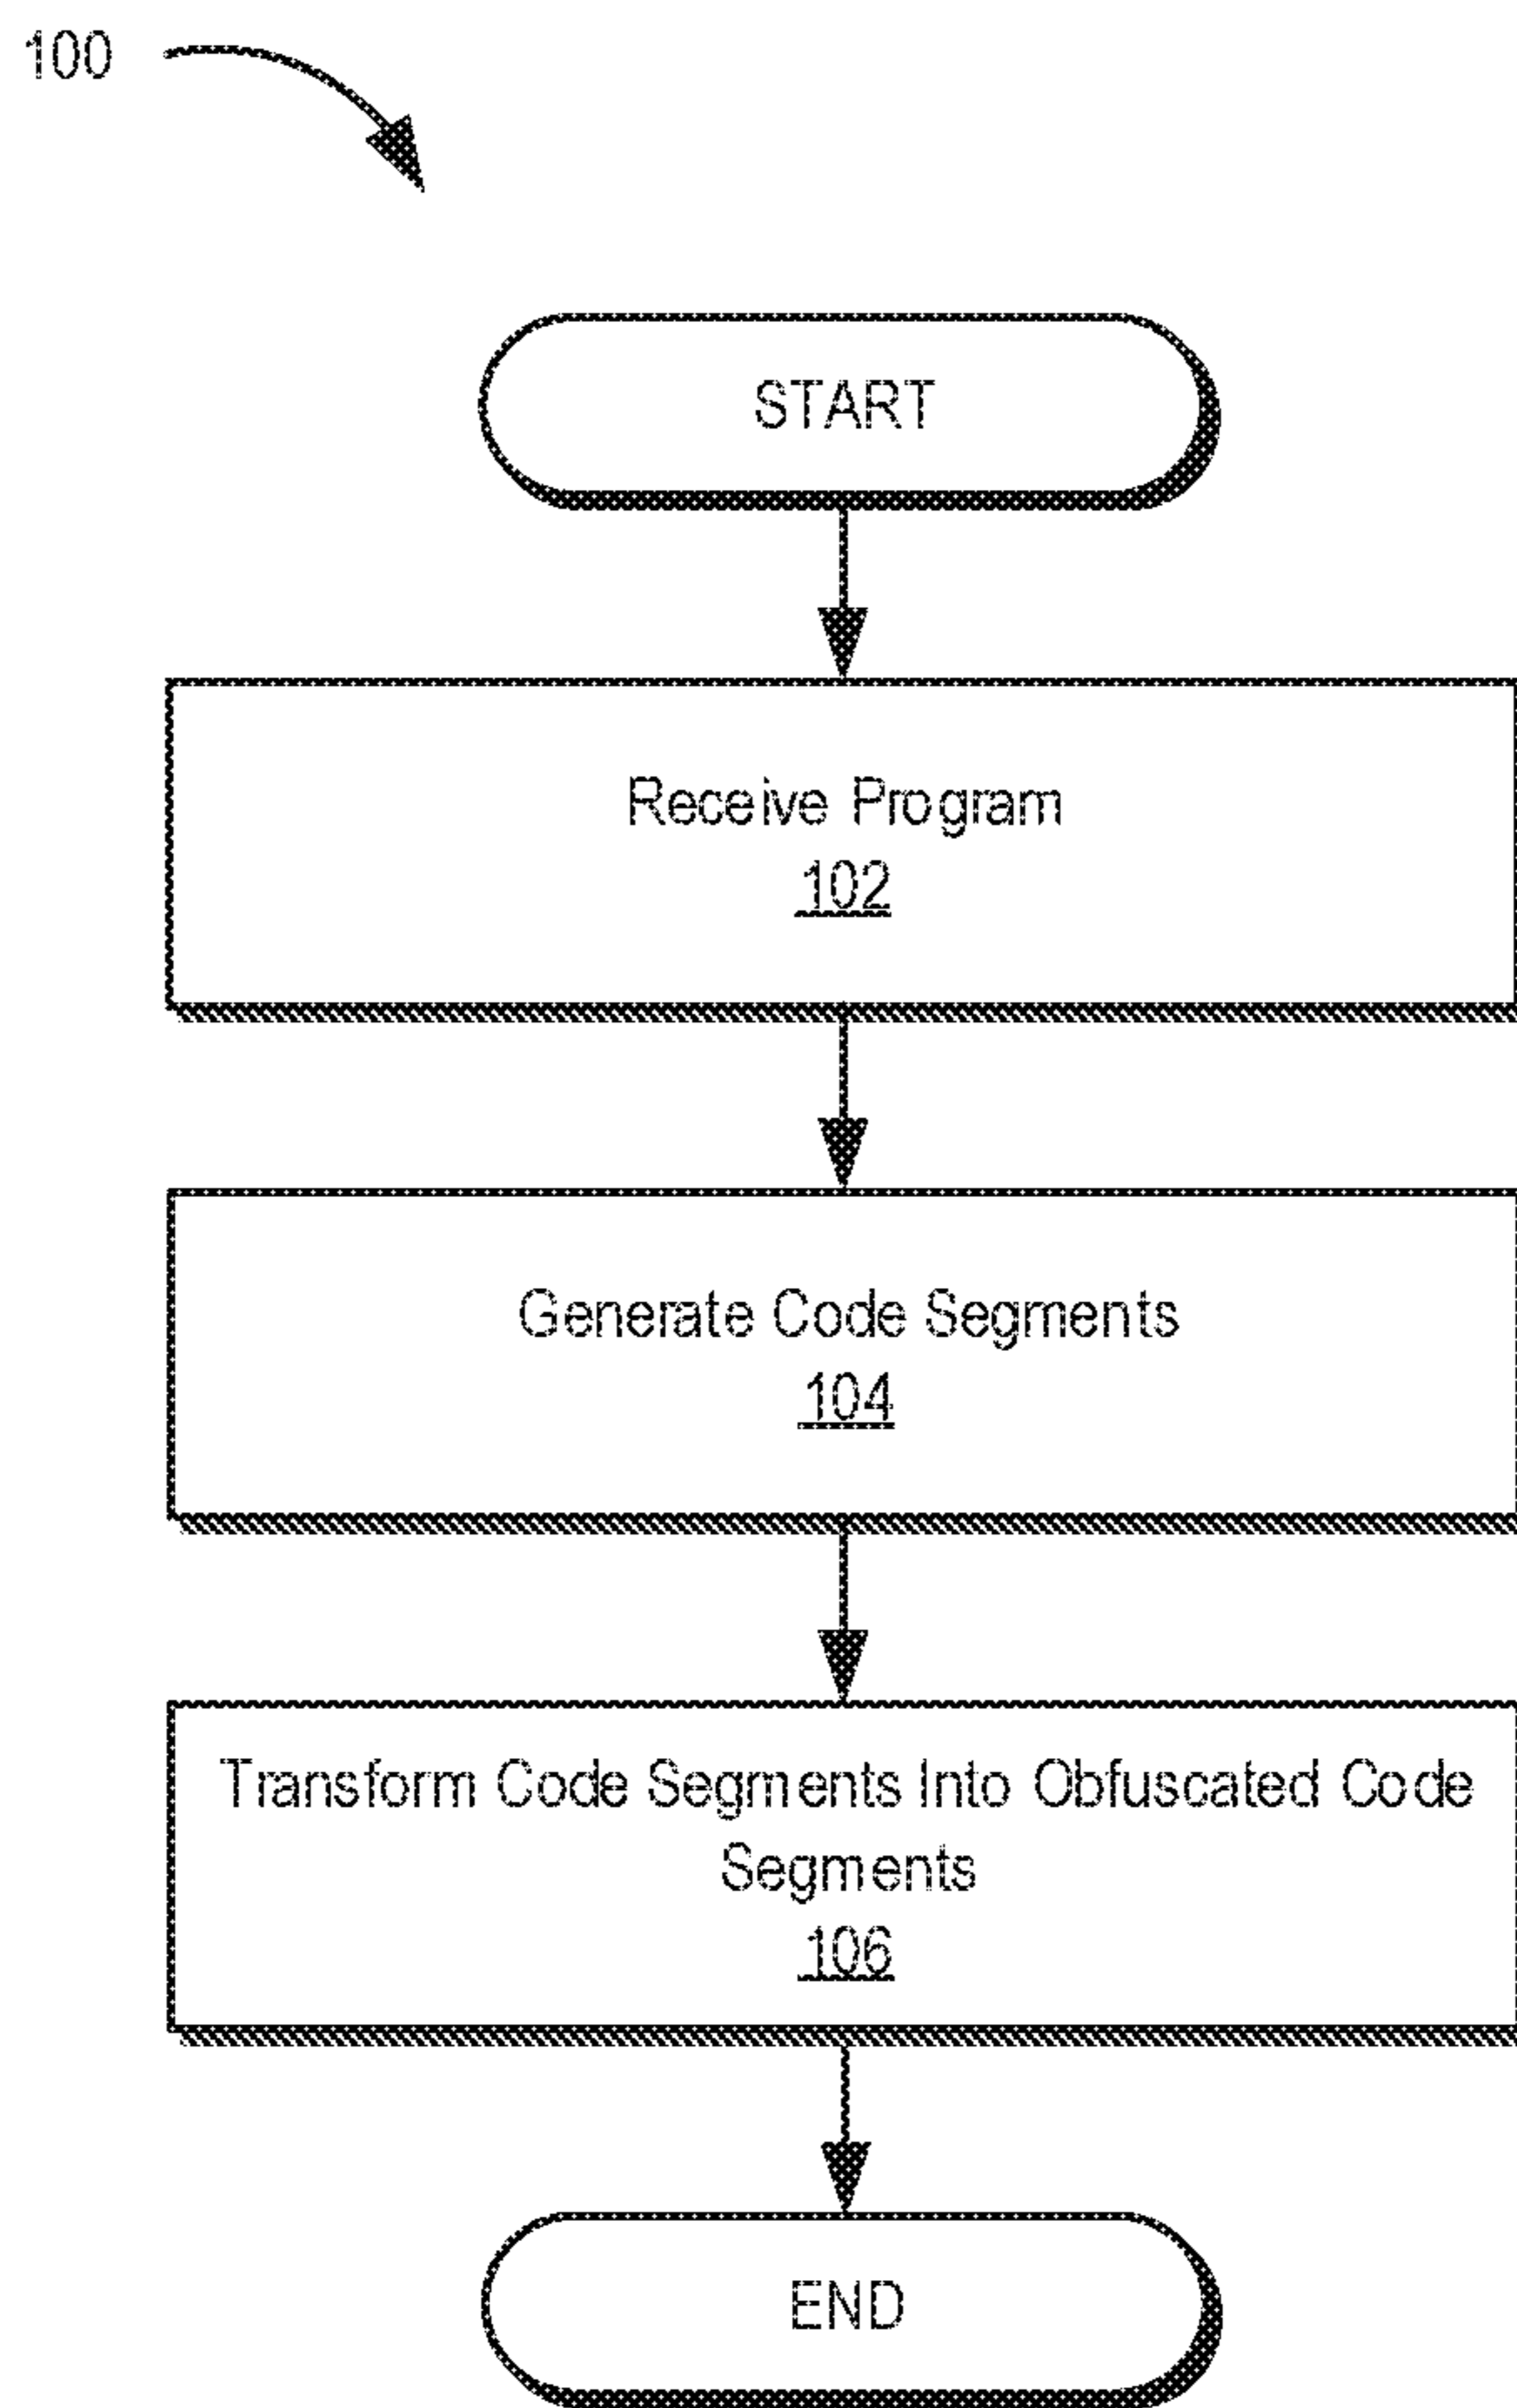 100
START
Receive Program
102
Generate Code Segments
104
Transform Code Segments Into Obfuscated Code
Segments
106
END